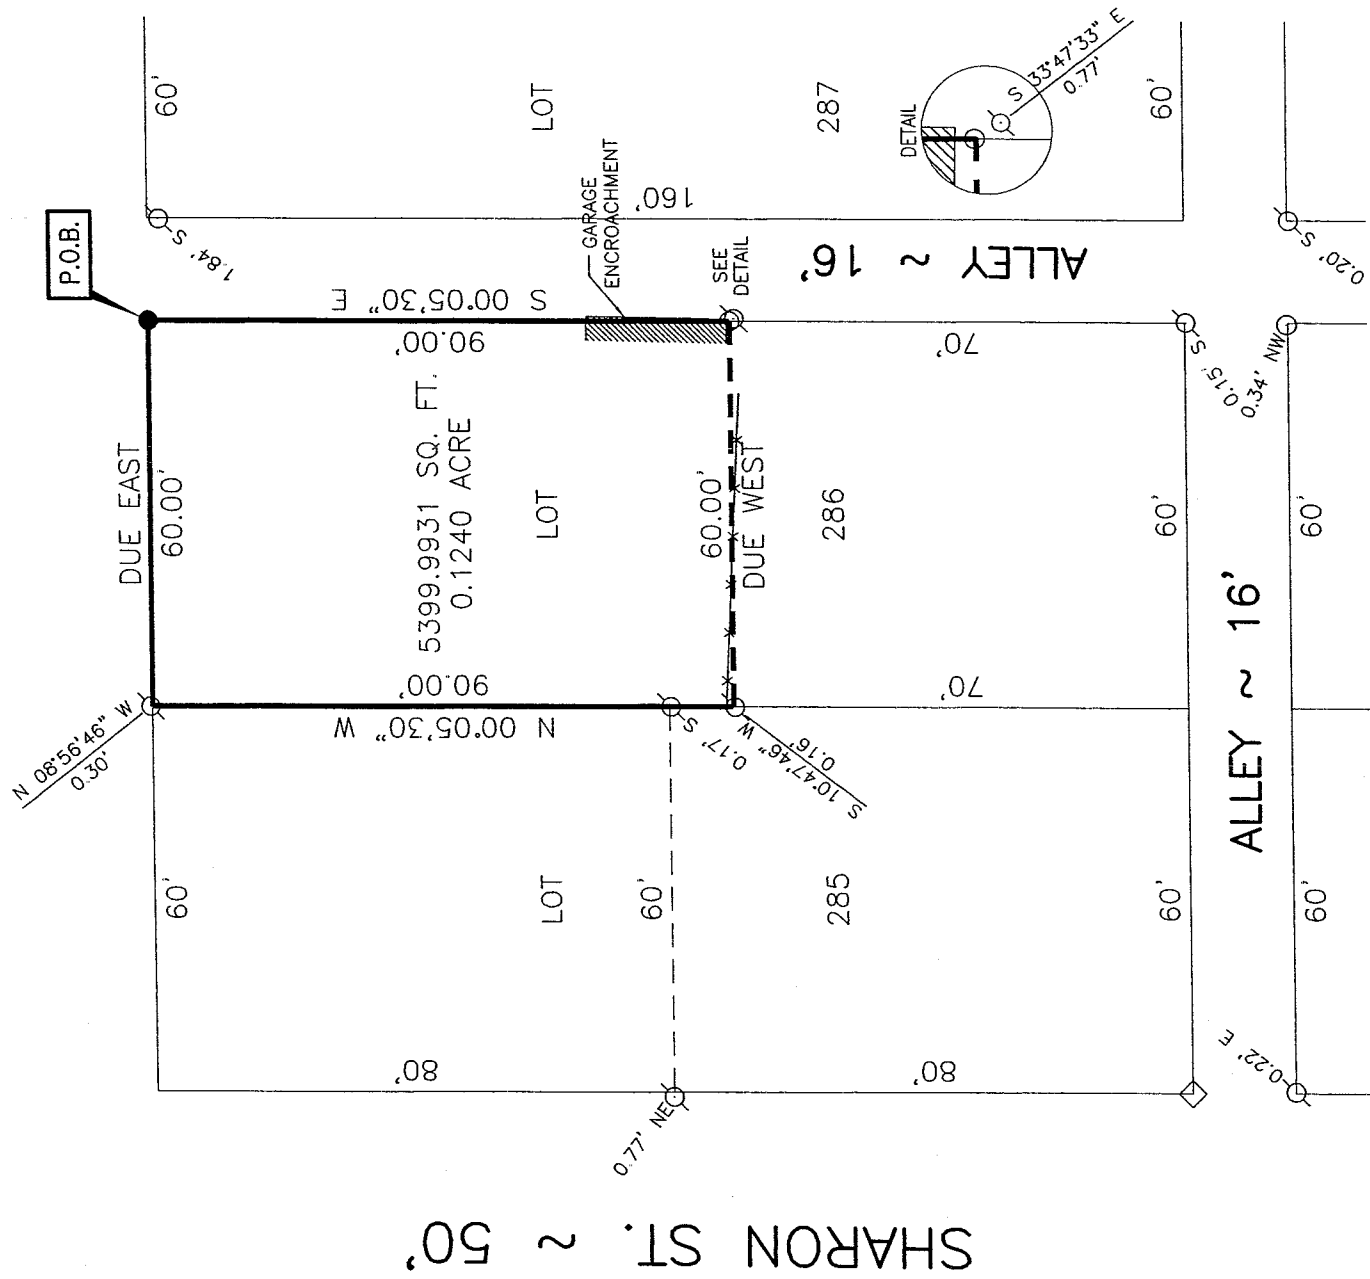 60'
LOT
287
60'
160'
P.O.B.
1.84' S
GARAGE
ENCROACHMENT
DETAIL
S 33°47'33" E
0.77'
ALLEY ~ 16'
SEE
DETAIL
S 00°05'30" E
90.00'
70'
0.20' S
0.15' S
0.34' NW
DUE EAST
60.00'
5399.9931 SQ. FT.
0.1240 ACRE
LOT
60.00'
DUE WEST
286
60'
60'
N 08°56'46" W
0.30'
N 00°05'30" W
90.00'
0.17' S
S 10°47'46" W
0.16'
70'
ALLEY ~ 16'
60'
LOT
60'
285
60'
60'
80'
80'
0.77' NE
0.22' E
SHARON ST. ~ 50'